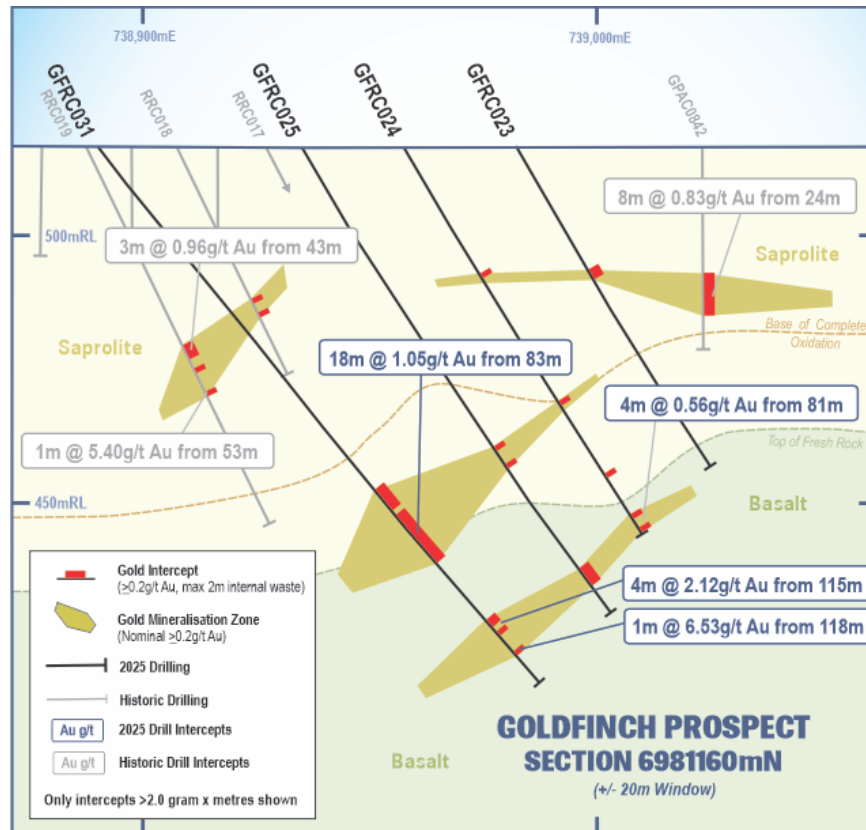 738,900mE
739,000mE
GFRC031
RRC019
RRC018
RRC017
GFRC025
GFRC024
GFRC023
GPAC0842
8m @ 0.83g/t Au from 24m
500mRL
3m @ 0.96g/t Au from 43m
Saprolite
Base of Complete
Oxidation
Saprolite
18m @ 1.05g/t Au from 83m
4m @ 0.56g/t Au from 81m
1m @ 5.40g/t Au from 53m
Top of Fresh Rock
450mRL
Basalt
Gold Intercept
(≥0.2g/t Au, max 2m internal waste)
Gold Mineralisation Zone
(Nominal ≥0.2g/t Au)
2025 Drilling
Historic Drilling
Au g/t
2025 Drill Intercepts
Au g/t
Historic Drill Intercepts
Only intercepts >2.0 gram x metres shown
4m @ 2.12g/t Au from 115m
1m @ 6.53g/t Au from 118m
GOLDFINCH PROSPECT
SECTION 6981160mN
(+/- 20m Window)
Basalt